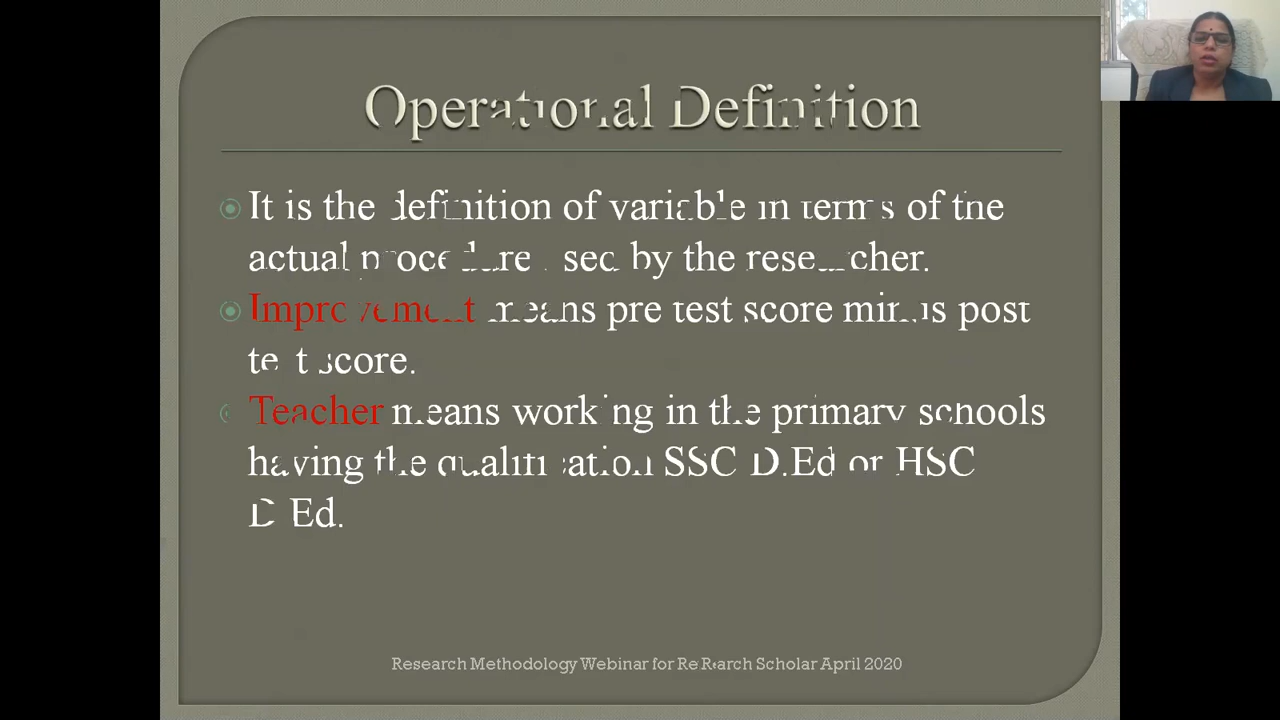 Operational Definition
It is the definition of variable in terms of the
actual procedure used by the researcher.
Improvement means pre test score minus post
test score.
Teacher means working in the primary schools
having the qualification SSC D.Ed or HSC
D.Ed.
Research Methodology Webinar for Scholar April 2020